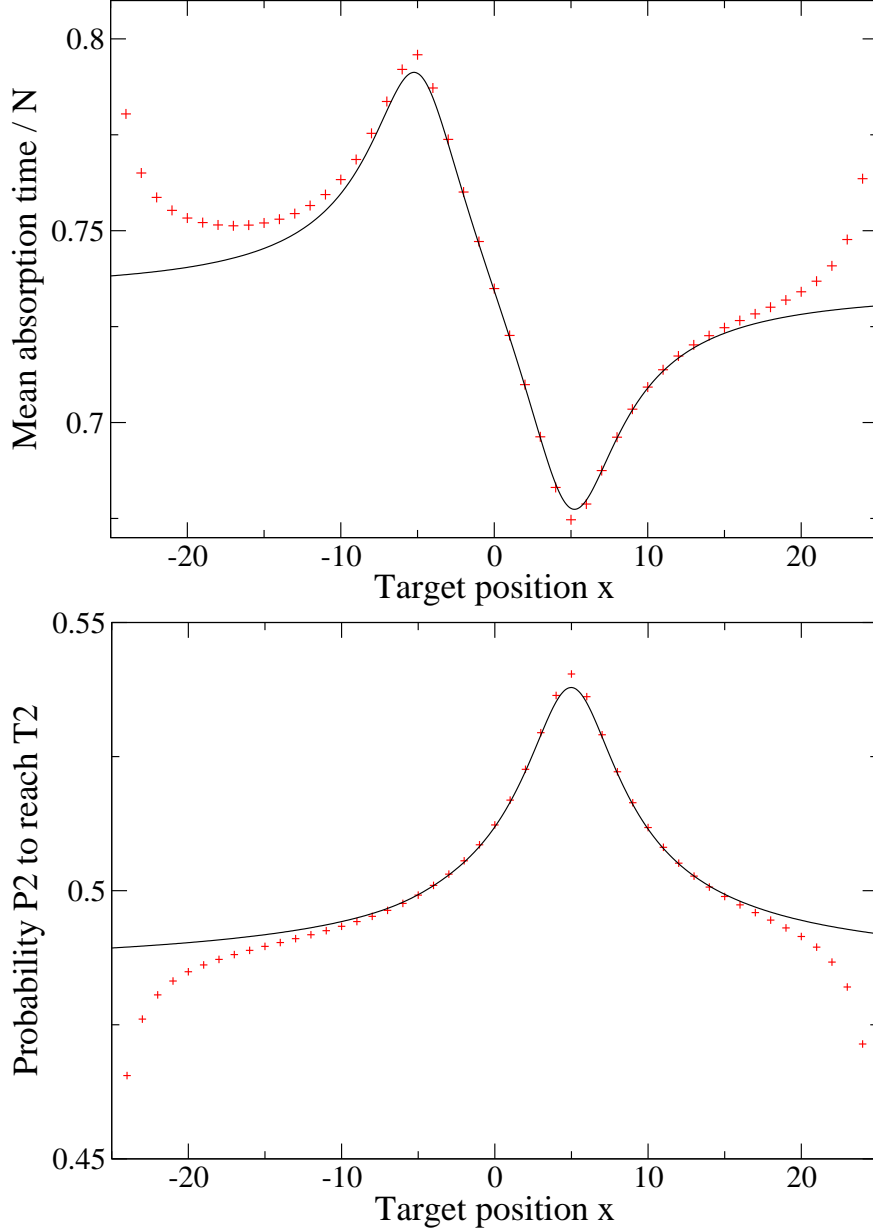 0.8
0.75
0.7
Mean absorption time / N
-20 -10 0 10 20
Target position x
0.55
0.5
0.45
Probability P2 to reach T2
-20 -10 0 10 20
Target position x